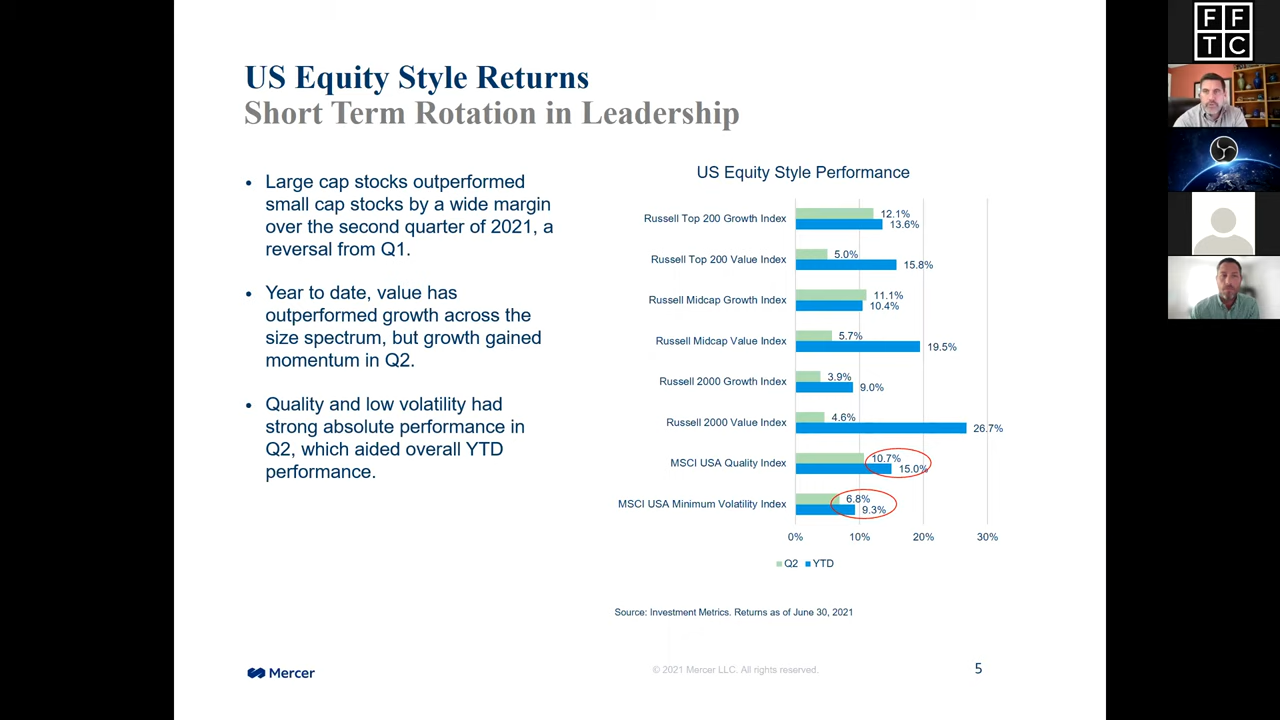 F F
T C
US Equity Style Returns
Short Term Rotation in Leadership
• Large cap stocks outperformed
small cap stocks by a wide margin
over the second quarter of 2021, a
reversal from Q1.
• Year to date, value has
outperformed growth across the
size spectrum, but growth gained
momentum in Q2.
• Quality and low volatility had
strong absolute performance in
Q2, which aided overall YTD
performance.
US Equity Style Performance
Russell Top 200 Growth Index
12.1%
13.6%
Russell Top 200 Value Index
5.0%
15.8%
Russell Midcap Growth Index
11.1%
10.4%
Russell Midcap Value Index
5.7%
19.5%
Russell 2000 Growth Index
3.9%
9.0%
Russell 2000 Value Index
4.6%
26.7%
MSCI USA Quality Index
10.7%
15.0%
MSCI USA Minimum Volatility Index
6.8%
9.3%
0% 10% 20% 30%
Q2 YTD
Source: Investment Metrics. Returns as of June 30, 2021
Mercer
© 2021 Mercer LLC. All rights reserved.
5